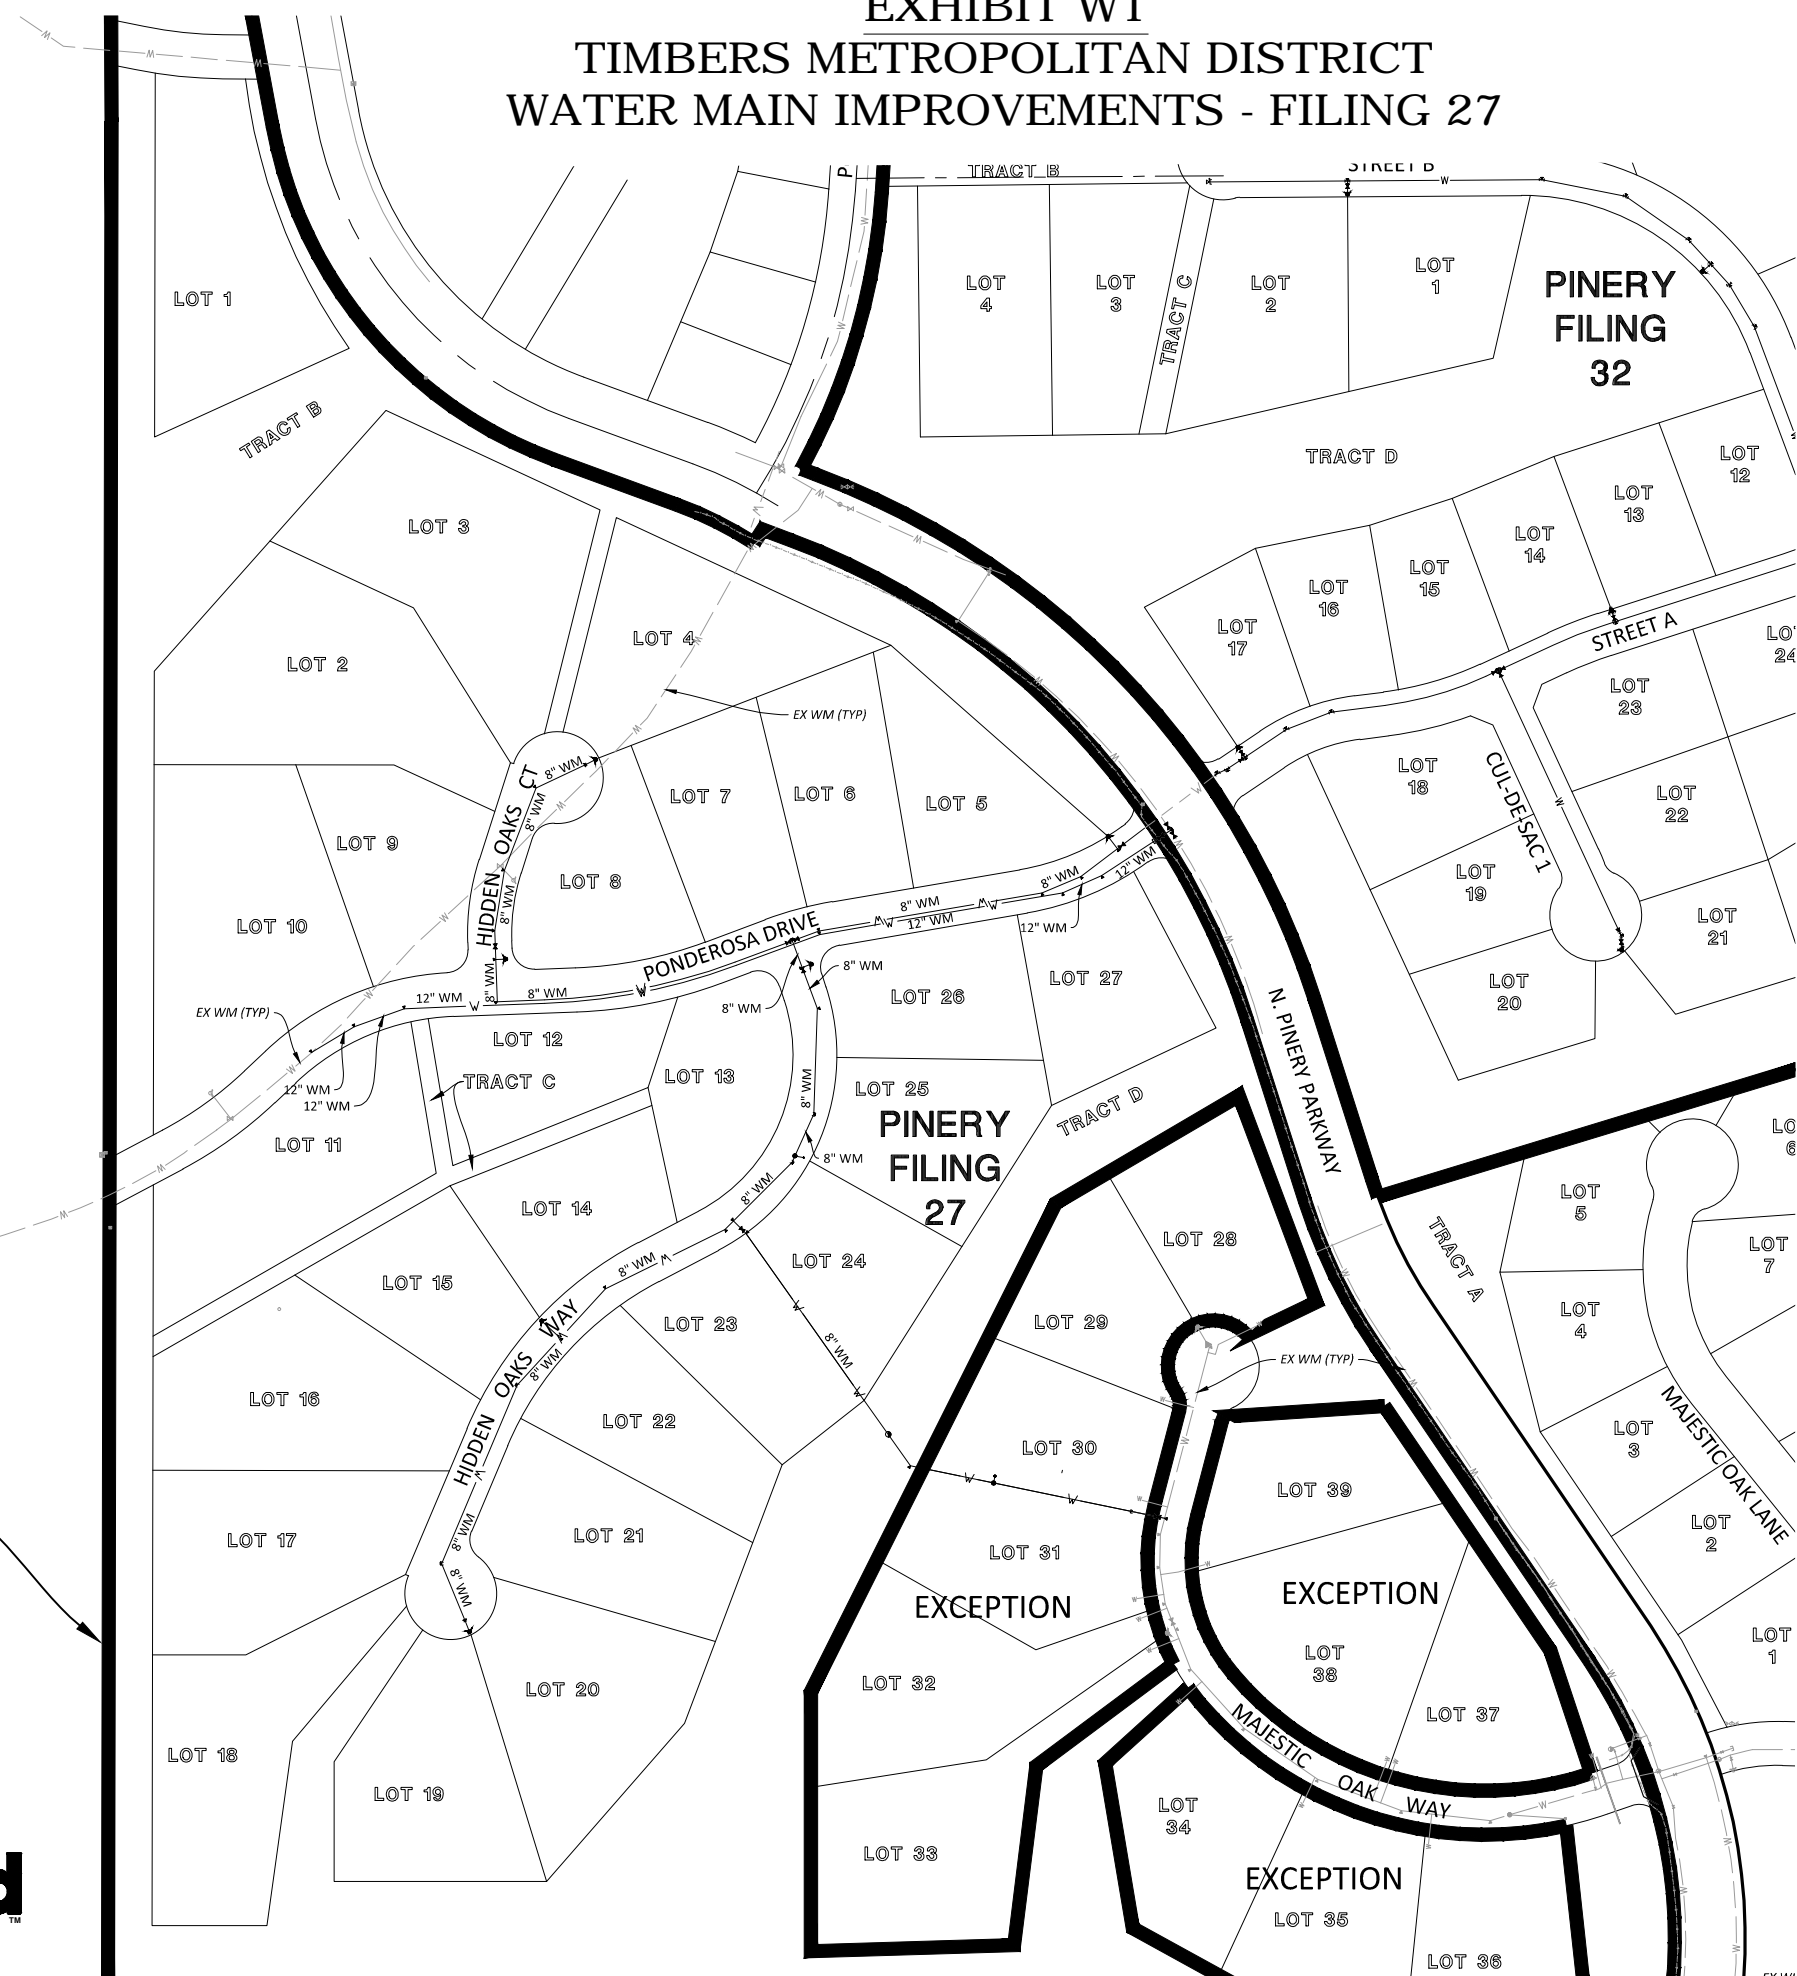 EXHIBIT W1
TIMBERS METROPOLITAN DISTRICT
WATER MAIN IMPROVEMENTS - FILING 27
TRACT B
STREET B
W
P
LOT 1
LOT
4
LOT
3
TRACT C
LOT
2
LOT
1
PINERY
FILING
32
TRACT B
TRACT D
LOT
12
LOT
13
LOT
14
LOT
15
LOT
16
LOT
17
STREET A
LOT
24
LOT 3
LOT 4
LOT 2
EX WM (TYP)
LOT
23
LOT
18
CUL-DE-SAC 1
LOT
22
LOT
19
LOT
21
LOT
20
8" WM
8" WM
HIDDEN OAKS CT
8" WM
8" WM
LOT 7
LOT 6
LOT 5
LOT 9
LOT 8
LOT 10
PONDEROSA DRIVE
8" WM
12" WM
8" WM
12" WM
12" WM
8" WM
8" WM
LOT 26
LOT 27
EX WM (TYP)
12" WM
W
8" WM
W
12" WM
12" WM
LOT 12
TRACT C
LOT 13
LOT 11
8" WM
8" WM
LOT 25
PINERY
FILING
27
TRACT D
N. PINERY PARKWAY
LOT 14
8" WM
8" WM
LOT 24
LOT 28
TRACT A
LOT
5
LOT
6
LOT
7
LOT
4
LOT 15
HIDDEN OAKS WAY
8" WM
LOT 23
W
8" WM
W
LOT 29
EX WM (TYP)
MAJESTIC OAK LANE
LOT
3
LOT
2
LOT
1
LOT 16
LOT 22
LOT 30
W
W
LOT 39
LOT 17
8" WM
8" WM
LOT 21
LOT 31
EXCEPTION
EXCEPTION
LOT
38
LOT 37
LOT 20
LOT 32
LOT 18
LOT 19
MAJESTIC OAK WAY
LOT
34
LOT 33
EXCEPTION
LOT 35
LOT 36
d
TM